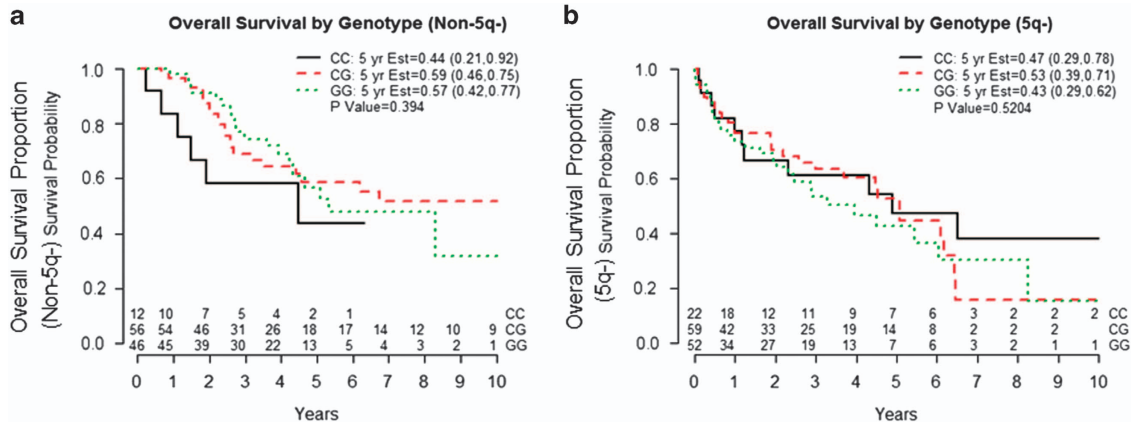 a
Overall Survival by Genotype (Non-5q-)
CC: 5 yr Est=0.44 (0.21,0.92)
CG: 5 yr Est=0.59 (0.46,0.75)
GG: 5 yr Est=0.57 (0.42,0.77)
P Value=0.394
Overall Survival Proportion
(Non-5q-) Survival Probability
1.0
0.8
0.6
0.4
0.2
0.0
12 10 7 5 4 2 1 CC
56 54 46 31 26 18 17 14 12 10 9 CG
46 45 39 30 22 13 5 4 3 2 1 GG
0 1 2 3 4 5 6 7 8 9 10
Years
b
Overall Survival by Genotype (5q-)
CC: 5 yr Est=0.47 (0.29,0.78)
CG: 5 yr Est=0.53 (0.39,0.71)
GG: 5 yr Est=0.43 (0.29,0.62)
P Value=0.5204
Overall Survival Proportion
(5q-) Survival Probability
1.0
0.8
0.6
0.4
0.2
0.0
22 18 12 11 9 7 6 3 2 2 2 CC
59 42 33 25 19 14 8 2 2 2 CG
52 34 27 19 13 7 6 3 2 1 1 GG
0 1 2 3 4 5 6 7 8 9 10
Years